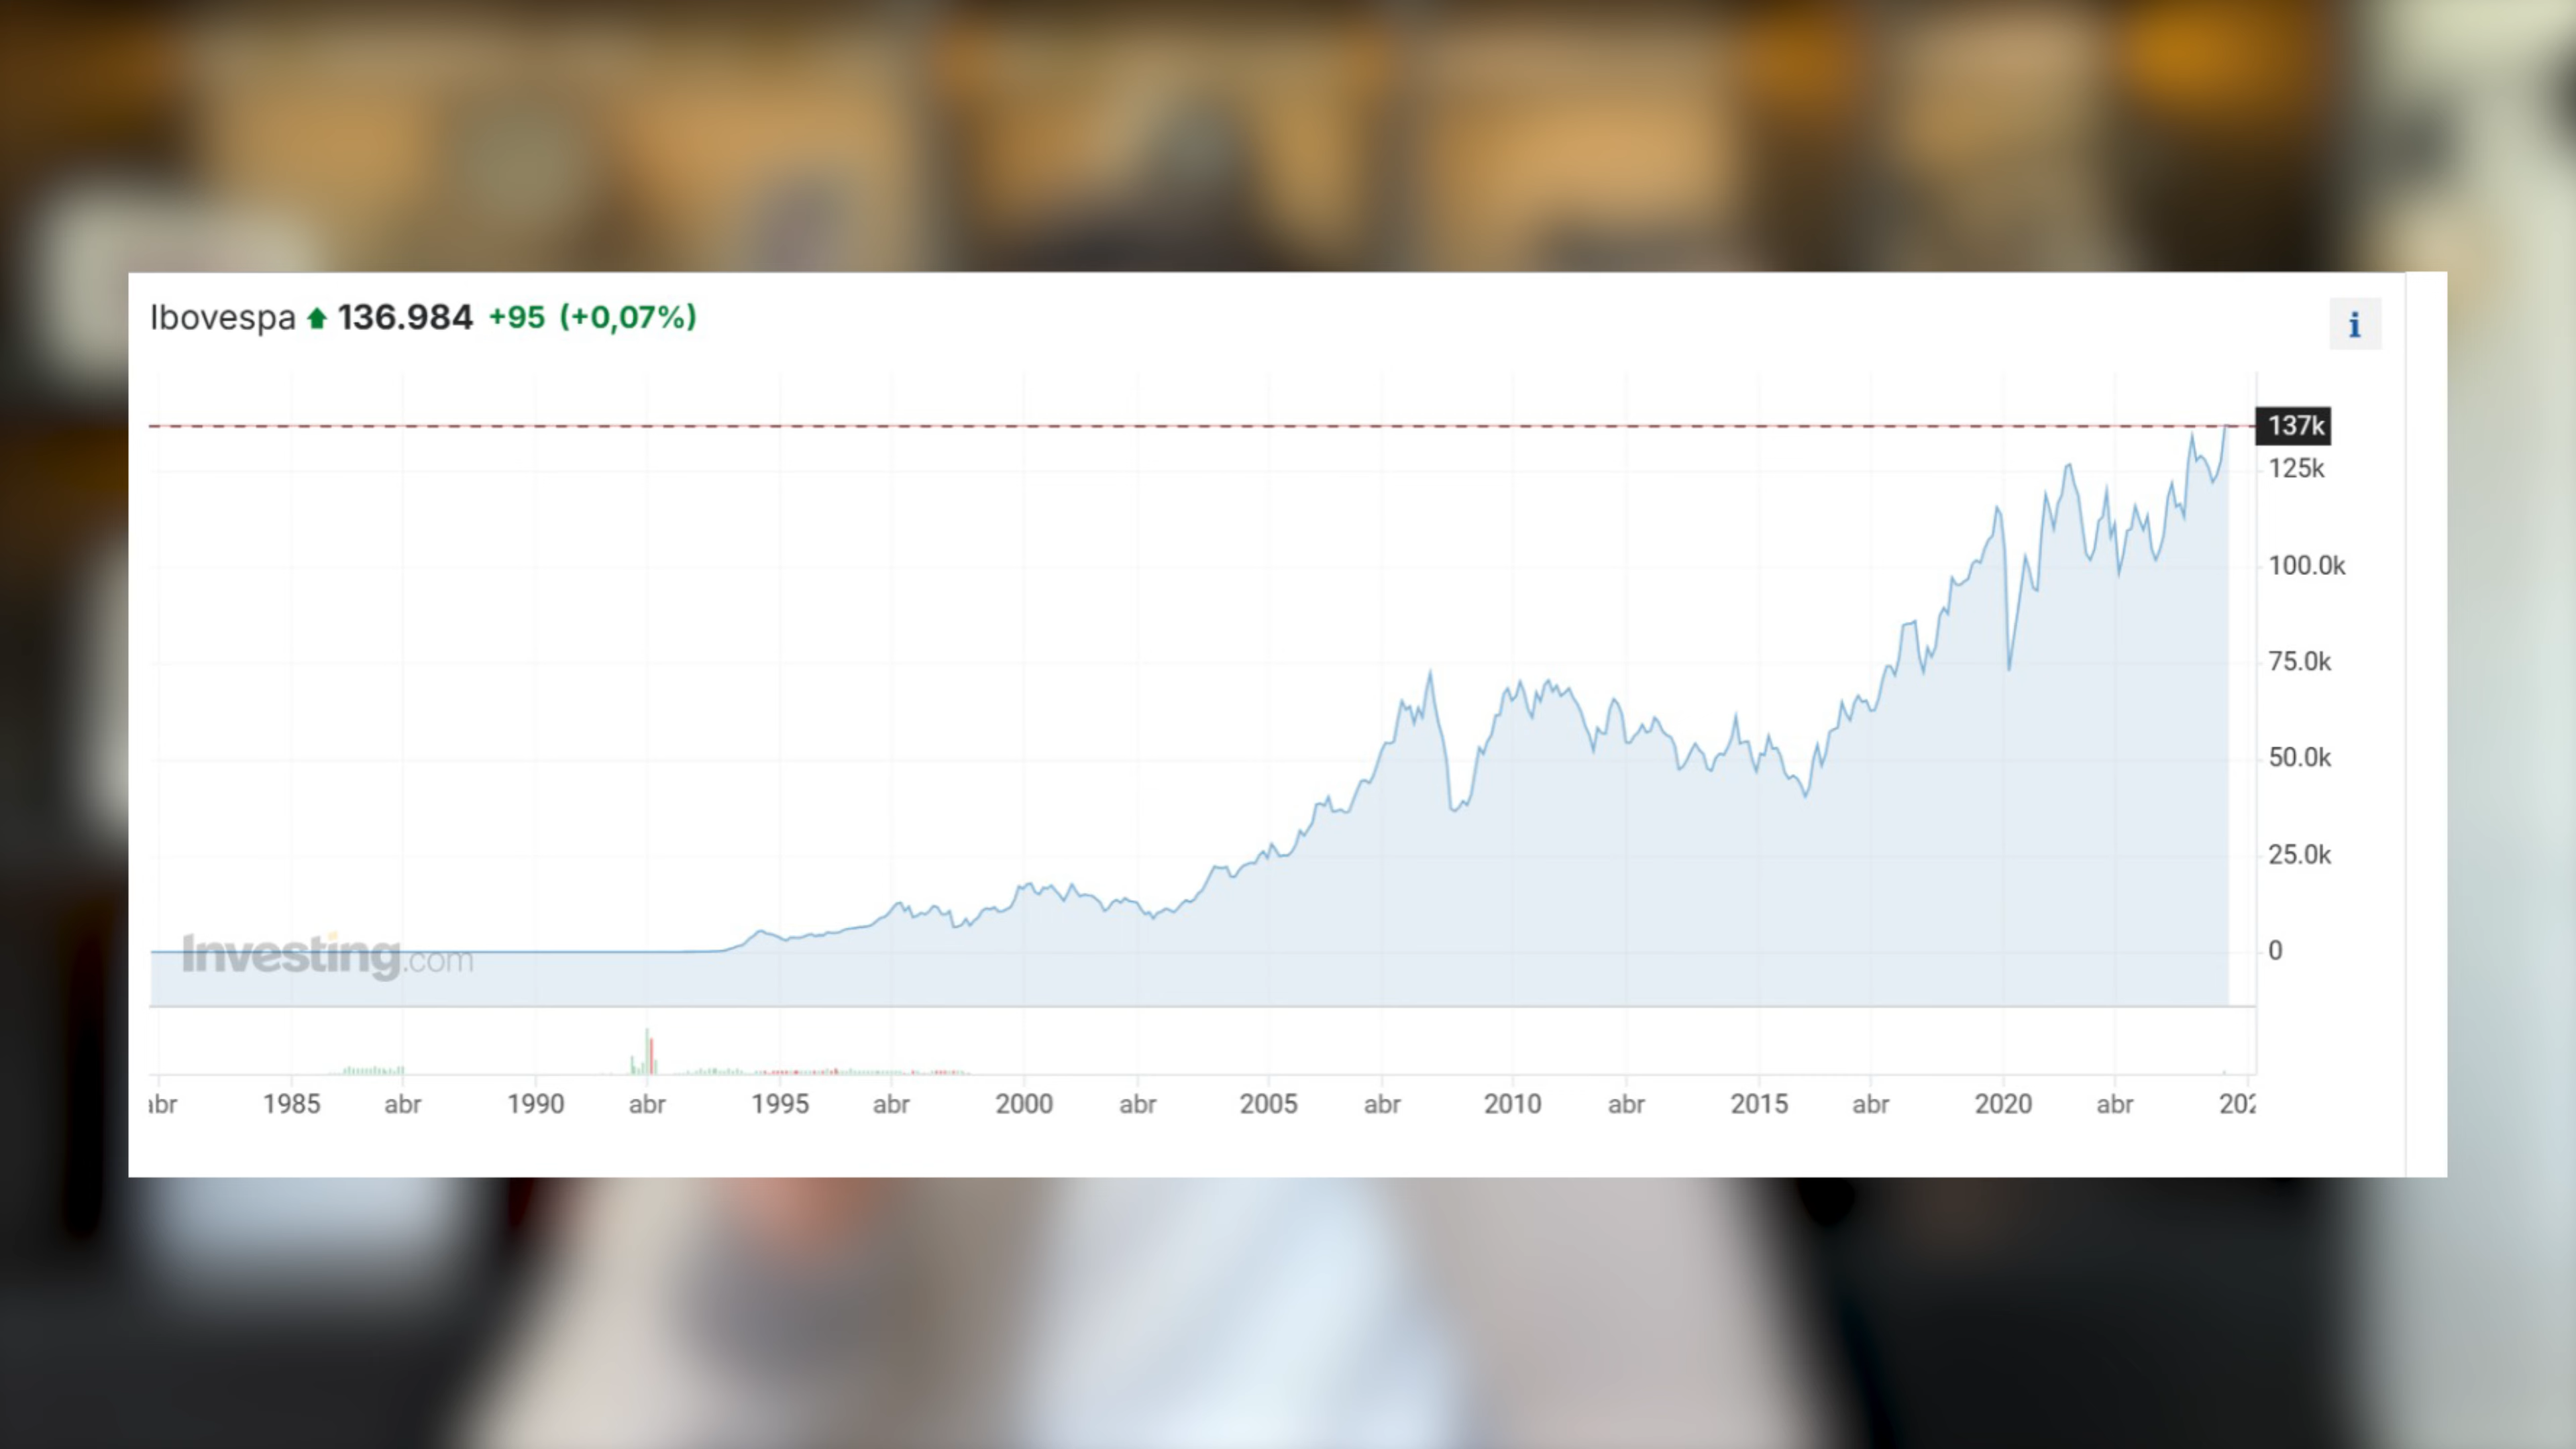 Ibovespa 136.984 +95 (+0,07%)
i
137k
125k
100.0k
75.0k
50.0k
25.0k
0
Investing.com
abr 1985 abr 1990 abr 1995 abr 2000 abr 2005 abr 2010 abr 2015 abr 2020 abr 202